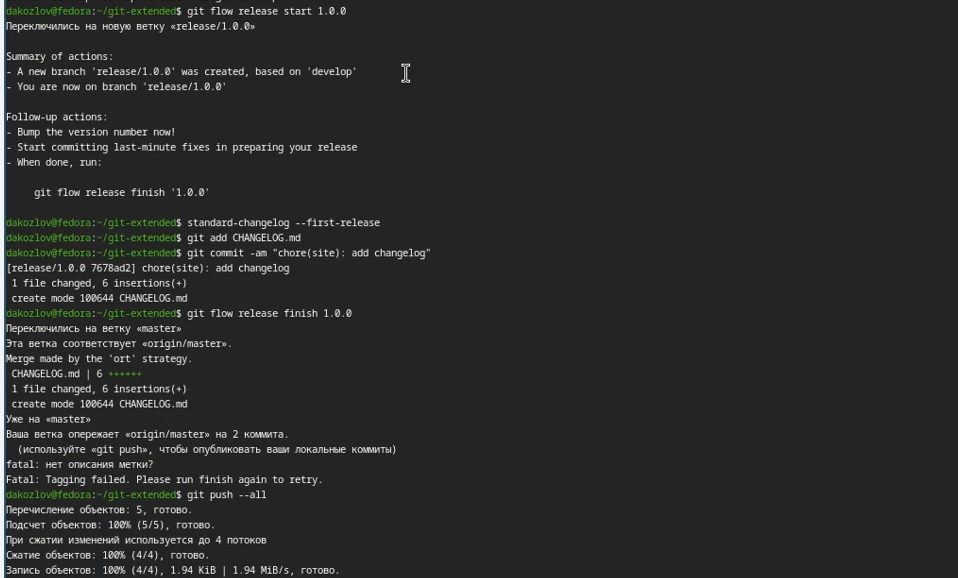 dakozlov@fedora:~/git-extended$ git flow release start 1.0.0
Переключились на новую ветку «release/1.0.0»
Summary of actions:
- A new branch 'release/1.0.0' was created, based on 'develop'
- You are now on branch 'release/1.0.0'
Follow-up actions:
- Bump the version number now!
- Start committing last-minute fixes in preparing your release
- When done, run:
git flow release finish '1.0.0'
dakozlov@fedora:~/git-extended$ standard-changelog --first-release
dakozlov@fedora:~/git-extended$ git add CHANGELOG.md
dakozlov@fedora:~/git-extended$ git commit -am "chore(site): add changelog"
[release/1.0.0 7678ad2] chore(site): add changelog
1 file changed, 6 insertions(+)
create mode 100644 CHANGELOG.md
dakozlov@fedora:~/git-extended$ git flow release finish 1.0.0
Переключились на ветку «master»
Эта ветка соответствует «origin/master».
Merge made by the 'ort' strategy.
CHANGELOG.md | 6 ++++++
1 file changed, 6 insertions(+)
create mode 100644 CHANGELOG.md
Уже на «master»
Ваша ветка опережает «origin/master» на 2 коммита.
(используйте «git push», чтобы опубликовать ваши локальные коммиты)
fatal: нет описания метки?
Fatal: Tagging failed. Please run finish again to retry.
dakozlov@fedora:~/git-extended$ git push --all
Перечисление объектов: 5, готово.
Подсчет объектов: 100% (5/5), готово.
При сжатии изменений используется до 4 потоков
Сжатие объектов: 100% (4/4), готово.
Запись объектов: 100% (4/4), 1.94 KiB | 1.94 MiB/s, готово.